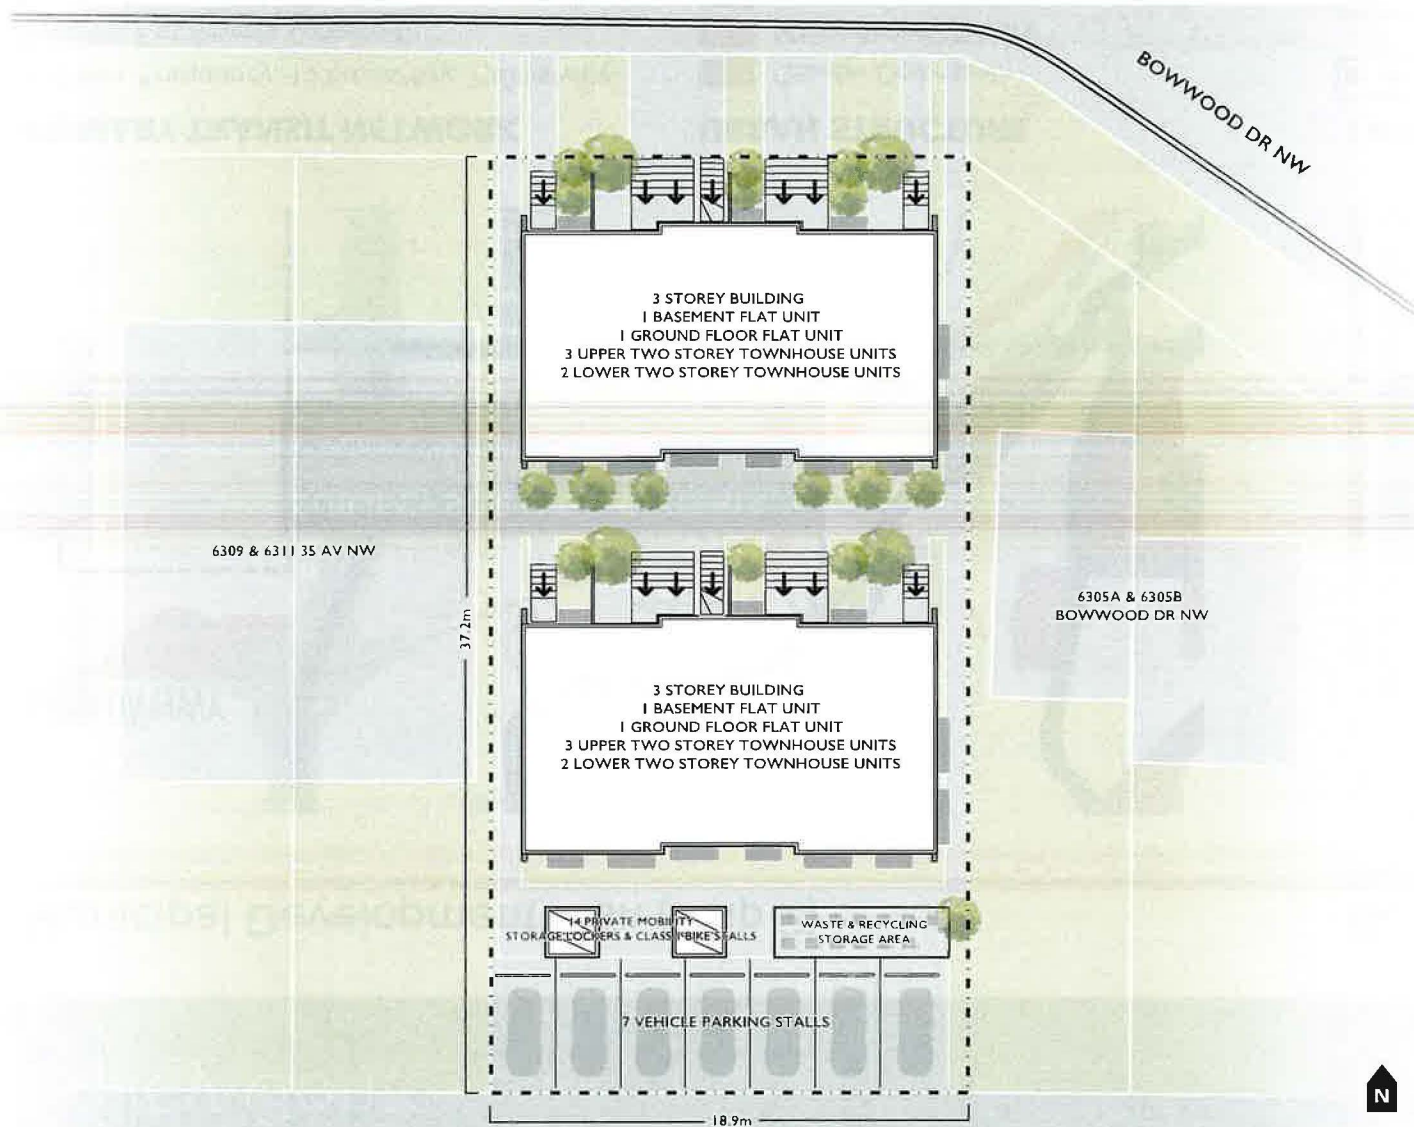 BOWWOOD DR NW
3 STOREY BUILDING
1 BASEMENT FLAT UNIT
1 GROUND FLOOR FLAT UNIT
3 UPPER TWO STOREY TOWNHOUSE UNITS
2 LOWER TWO STOREY TOWNHOUSE UNITS
6309 & 6311 35 AV NW
6305A & 6305B
BOWWOOD DR NW
37.2m
3 STOREY BUILDING
1 BASEMENT FLAT UNIT
1 GROUND FLOOR FLAT UNIT
3 UPPER TWO STOREY TOWNHOUSE UNITS
2 LOWER TWO STOREY TOWNHOUSE UNITS
14 PRIVATE MOBILITY
STORAGE LOCKERS & CLASS 1 BIKE STALLS
WASTE & RECYCLING
STORAGE AREA
7 VEHICLE PARKING STALLS
18.9m
N